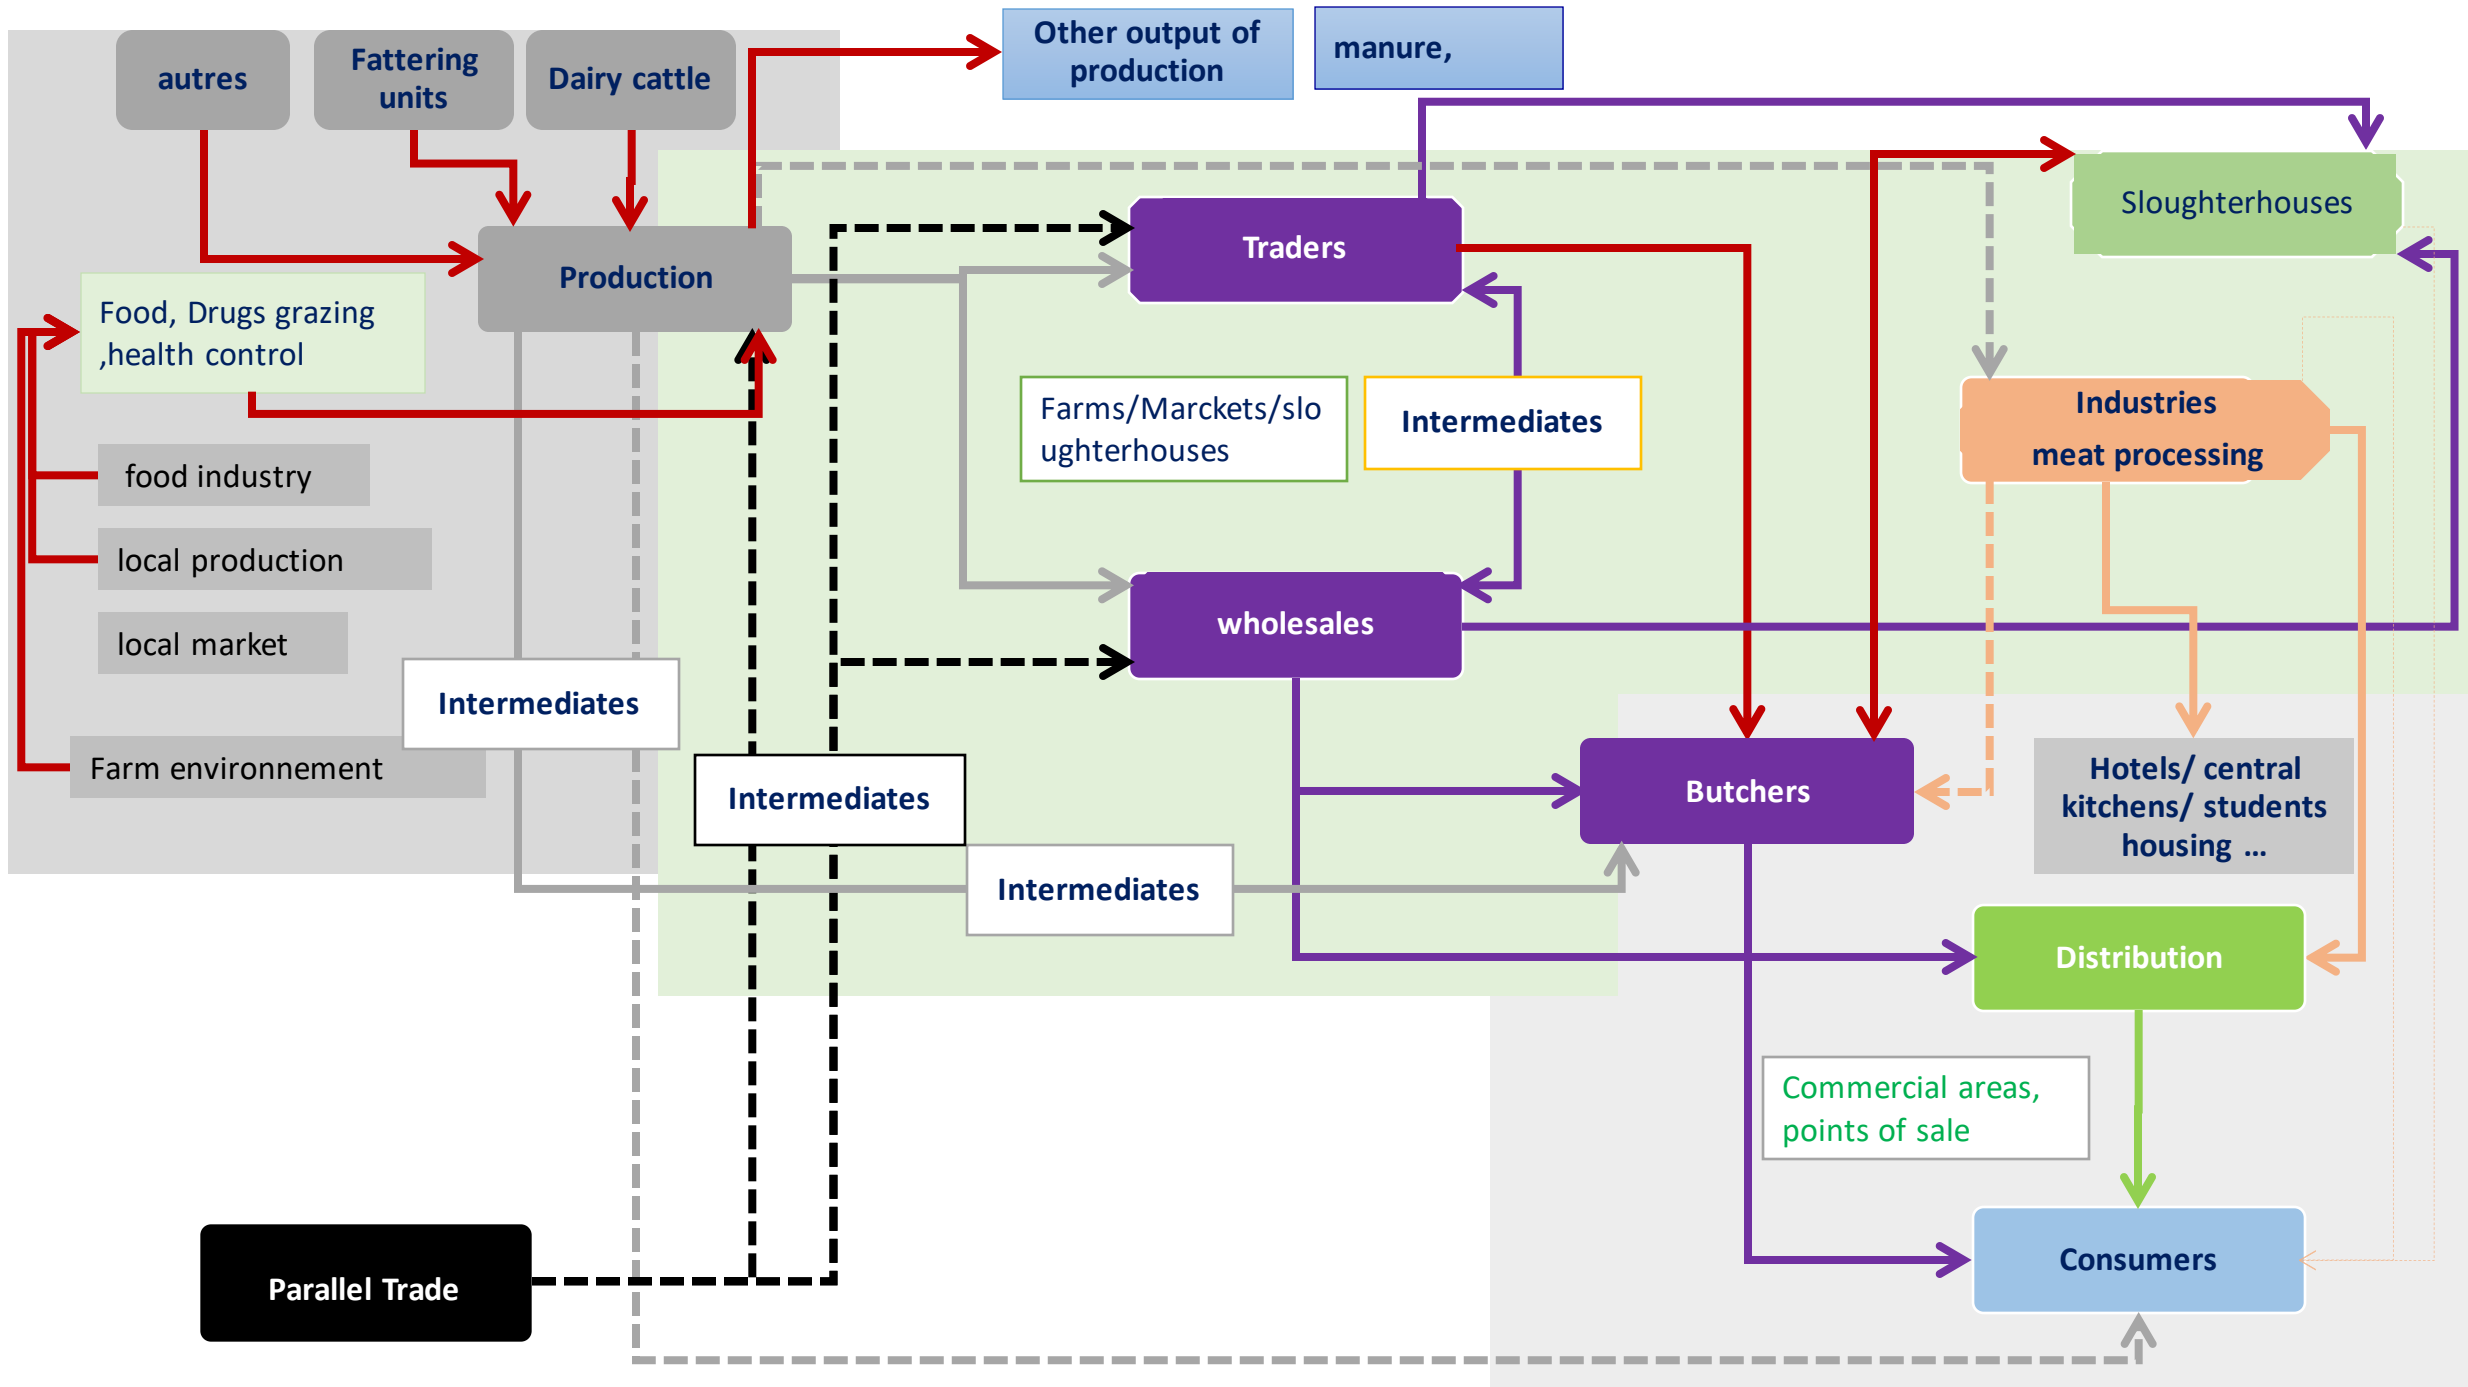 autres
Fattering
units
Dairy cattle
Other output of
production
manure,
Production
Traders
Sloughterhouses
Food, Drugs grazing
,health control
Farms/Marckets/slo
ughterhouses
Intermediates
Industries
meat processing
food industry
local production
local market
wholesales
Intermediates
Farm environnement
Intermediates
Butchers
Hotels/ central
kitchens/ students
housing ...
Intermediates
Distribution
Commercial areas,
points of sale
Parallel Trade
Consumers